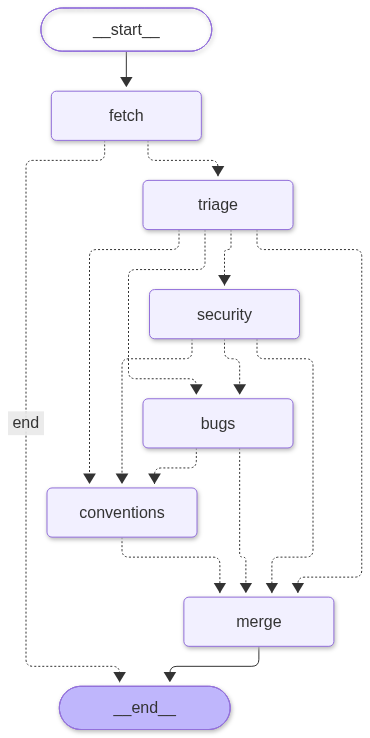 __start__
fetch
triage
security
end
bugs
conventions
merge
__end__